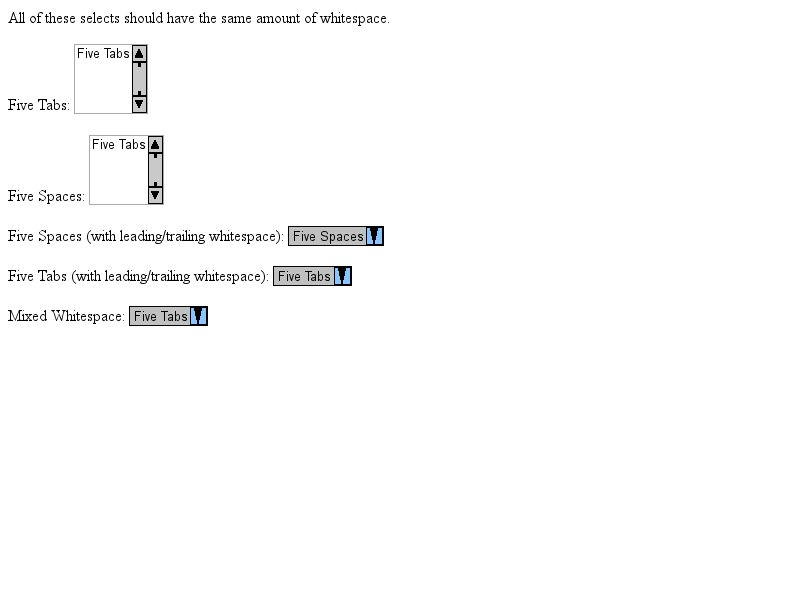 All of these selects should have the same amount of whitespace.
Five Tabs
Five Tabs:
Five Tabs
Five Spaces:
Five Spaces (with leading/trailing whitespace): Five Spaces
Five Tabs (with leading/trailing whitespace): Five Tabs
Mixed Whitespace: Five Tabs